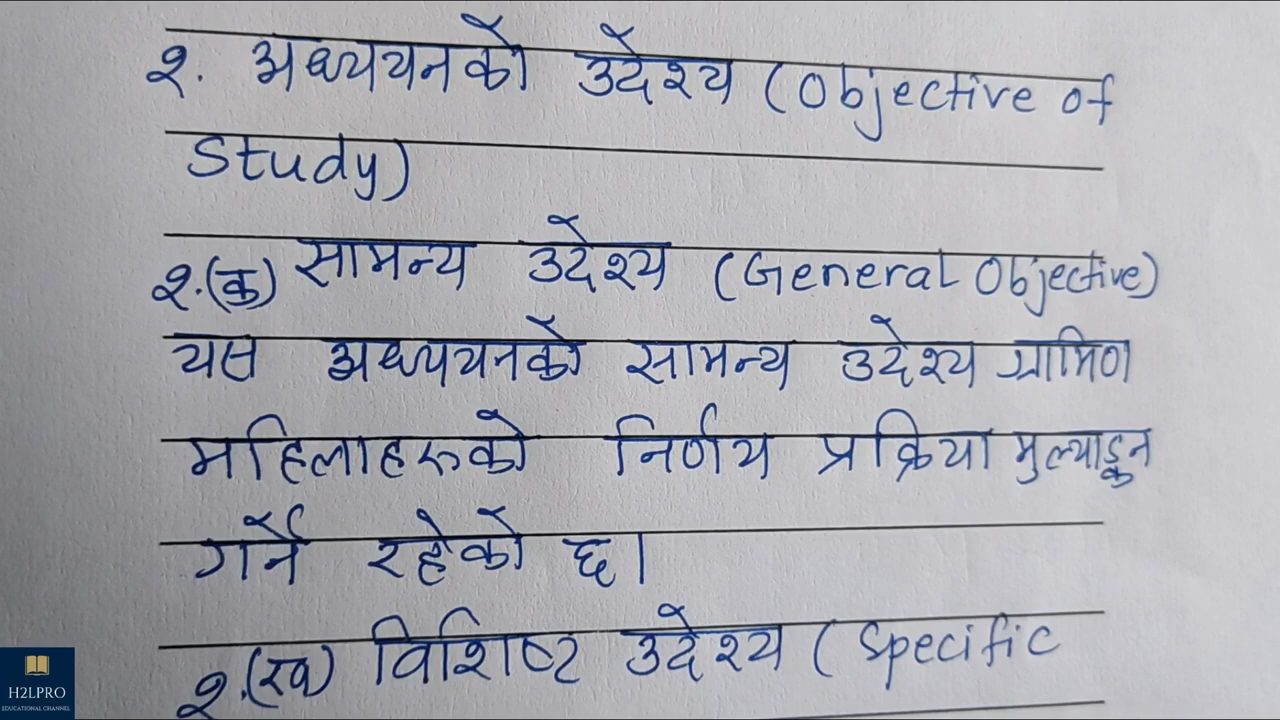 २. अध्ययनको उदेश्य (Objective of
Study)
२.(क) सामन्य उदेश्य (General Objective)
यस अध्ययनको सामन्य उदेश्य ग्रामिण
महिलाहरुको निर्णय प्रक्रिया मुल्याङ्कन
गर्ने रहेको छ।
२.(ख) विशिष्ट उदेश्य (Specific
H2LPRO
EDUCATIONAL CHANNEL